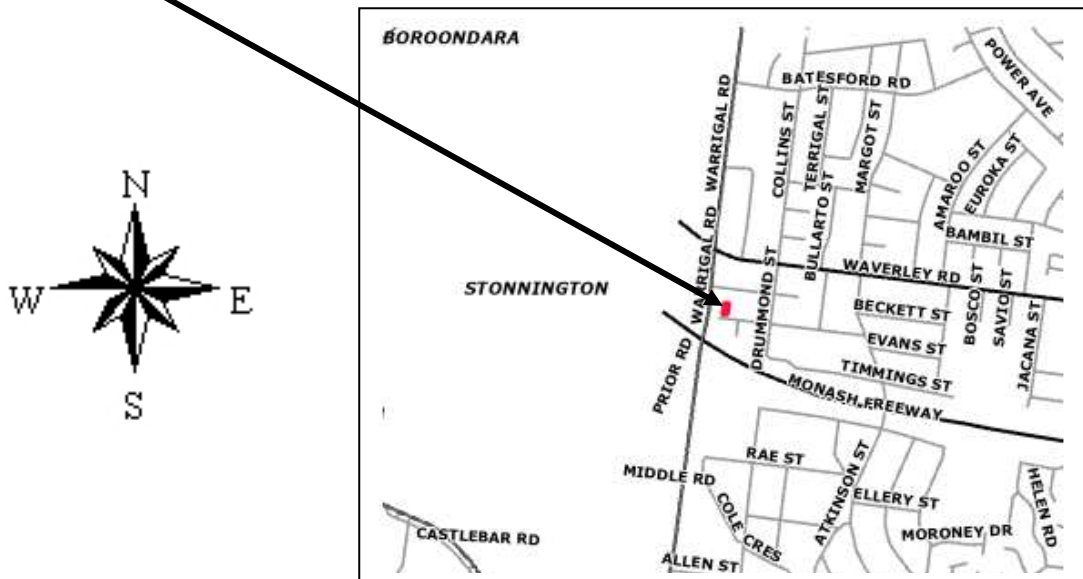 BOROONDARA
POWER AVE
BATESFORD RD
WARRIGAL RD
COLLINS ST
TERRIGAL ST
MARGOT ST
AMAROO ST
EUROKA ST
N
W
E
S
WARRIGAL RD
BULLARTO ST
BAMBIL ST
WAVERLEY RD
STONNINGTON
DRUMMOND ST
BECKETT ST
BOSCO ST
SAVIO ST
JACANA ST
EVANS ST
PRIOR RD
TIMMINGS ST
MONASH FREEWAY
RAE ST
MIDDLE RD
ATKINSON ST
ELLERY ST
HELEN RD
COLE CRES
CASTLEBAR RD
MORONEY DR
ALLEN ST